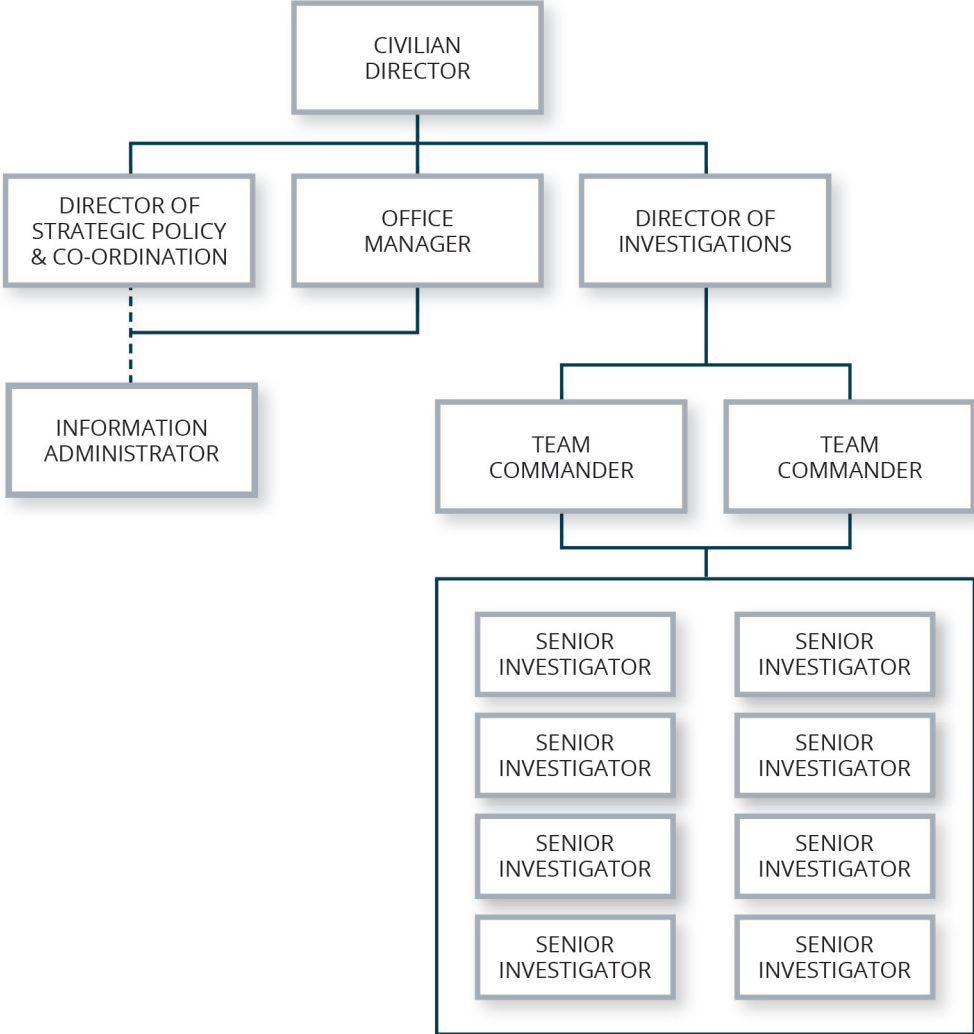 CIVILIAN
DIRECTOR
DIRECTOR OF
STRATEGIC POLICY
& CO-ORDINATION
OFFICE
MANAGER
DIRECTOR OF
INVESTIGATIONS
INFORMATION
ADMINISTRATOR
TEAM
COMMANDER
TEAM
COMMANDER
SENIOR
INVESTIGATOR
SENIOR
INVESTIGATOR
SENIOR
INVESTIGATOR
SENIOR
INVESTIGATOR
SENIOR
INVESTIGATOR
SENIOR
INVESTIGATOR
SENIOR
INVESTIGATOR
SENIOR
INVESTIGATOR